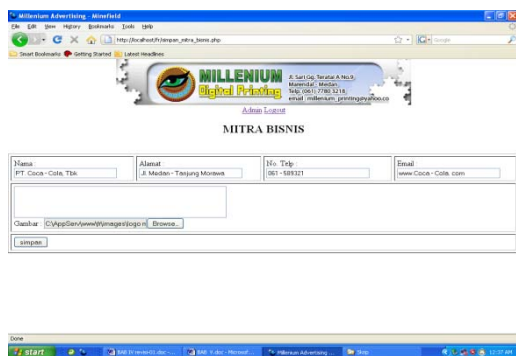 Millenium Advertising - Minefield
File Edit View History Bookmarks Tools Help
http://localhost/fr/simpan_mitra_bisnis.php
Google
Smart Bookmarks Getting Started Latest Headlines
MILLENIUM
Digital Printing
Jl. Sari Gg. Teratai A No.9
Marendal - Medan
Telp. (061) 7780 3218
email : millenium_printing@yahoo.co
Admin Logout
MITRA BISNIS
Nama :
PT. Coca - Cola, Tbk
Alamat :
Jl. Medan - Tanjung Morawa
No. Telp :
061 - 589321
Email :
www.Coca - Cola. com
Gambar : C:\AppServ\www\fr\images\logo m Browse...
simpan
Done
start
BAB IV revisi-01.doc -...
BAB V.doc - Microsof...
Millenium Advertising ...
Skrip
12:37 AM